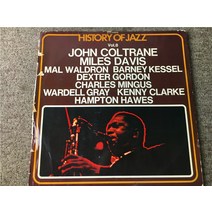 HISTORY OF JAZZ
Vol.8
JOHN COLTRANE
MILES DAVIS
MAL WALDRON BARNEY KESSEL
DEXTER GORDON
CHARLES MINGUS
WARDELL GRAY KENNY CLARKE
HAMPTON HAWES